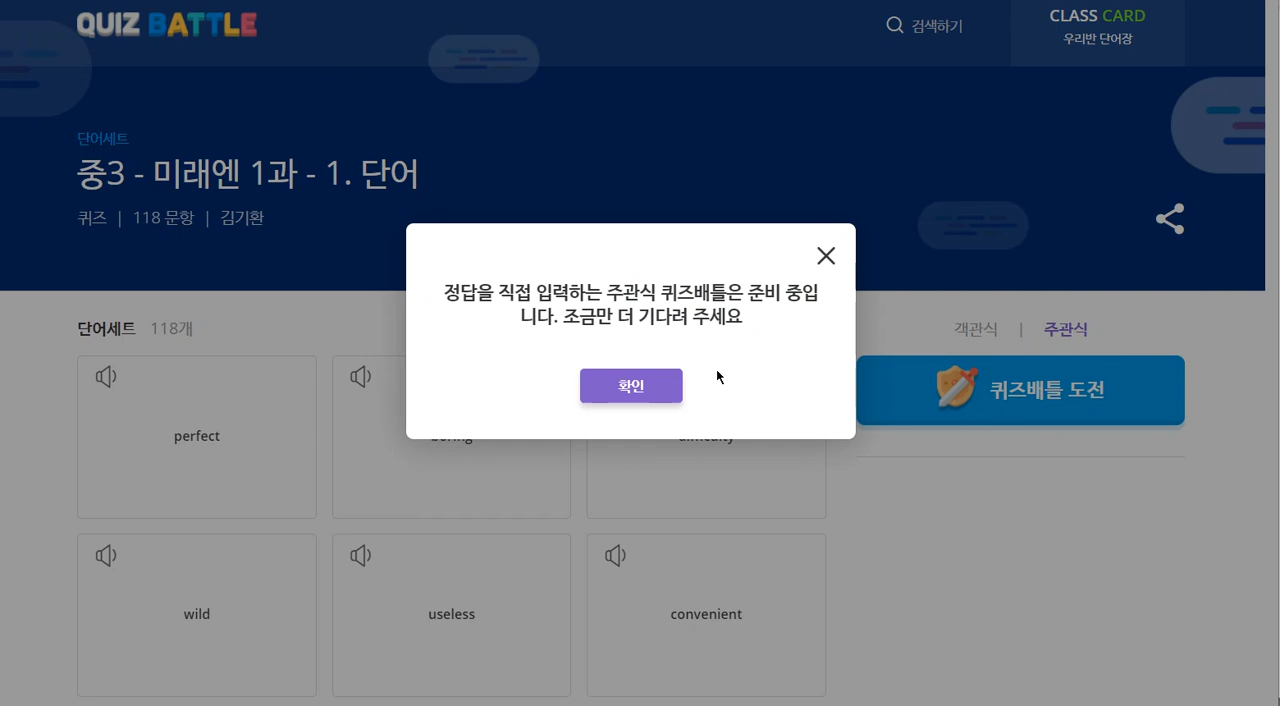 QUIZ BATTLE
검색하기
CLASS CARD
우리반 단어장
단어세트
중3 - 미래엔 1과 - 1. 단어
퀴즈 | 118 문항 | 김기환
정답을 직접 입력하는 주관식 퀴즈배틀은 준비 중입
니다. 조금만 더 기다려 주세요
확인
단어세트 118개
객관식 | 주관식
퀴즈배틀 도전
perfect
boring
difficulty
wild
useless
convenient